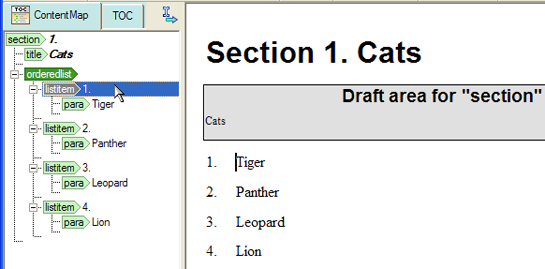 ContentMap TOC
section 1.
title Cats
orderedlist
listitem 1.
para Tiger
listitem 2.
para Panther
listitem 3.
para Leopard
listitem 4.
para Lion
Section 1. Cats
Draft area for "section"
Cats
1. Tiger
2. Panther
3. Leopard
4. Lion